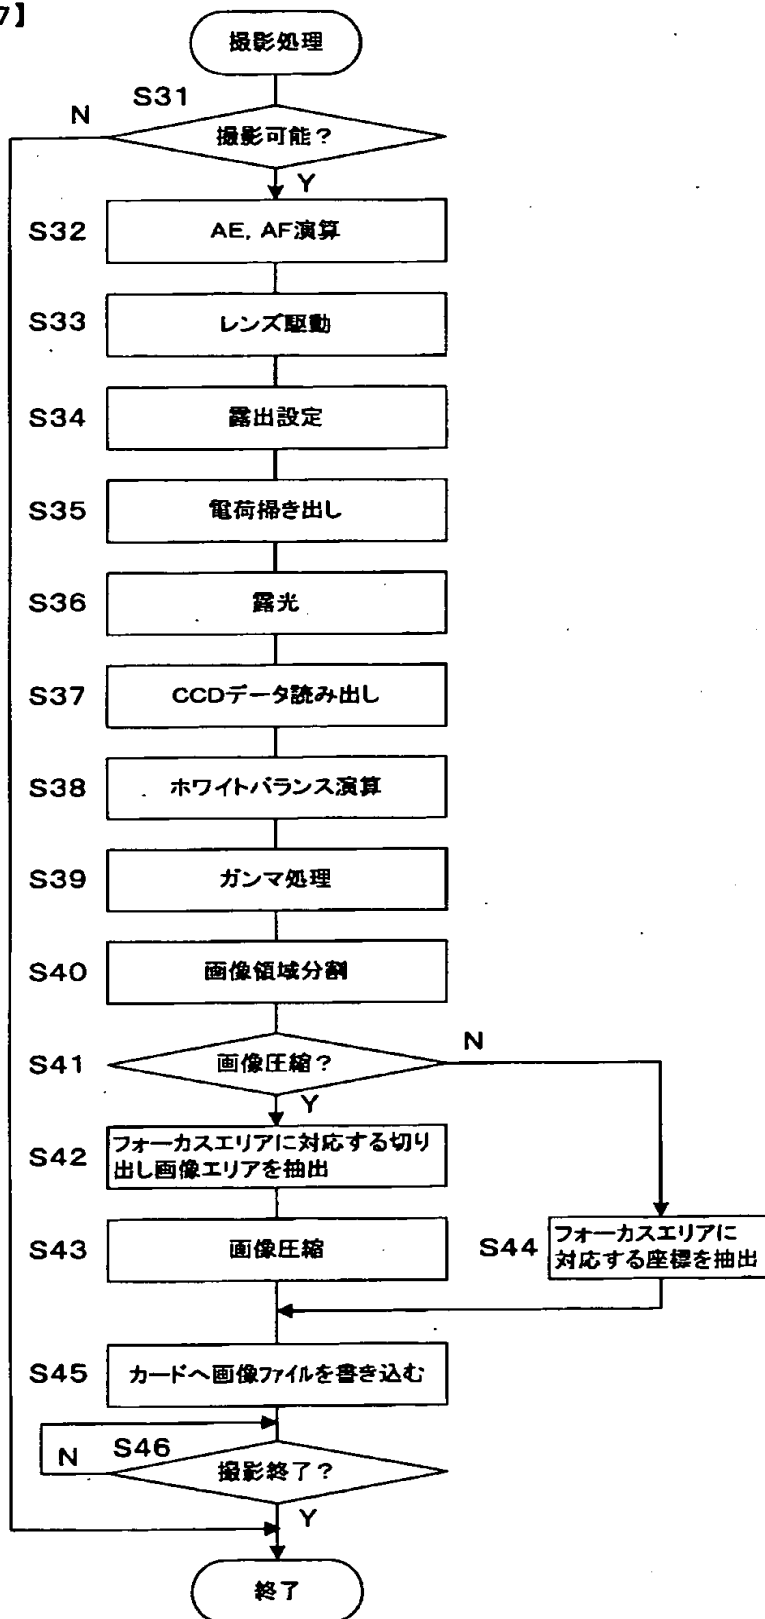 7】
撮影処理
S31
N
撮影可能?
Y
S32
AE, AF演算
S33
レンズ駆動
S34
露出設定
S35
電荷掃き出し
S36
露光
S37
CCDデータ読み出し
S38
ホワイトバランス演算
S39
ガンマ処理
S40
画像領域分割
S41
画像圧縮?
N
Y
S42
フォーカスエリアに対応する切り
出し画像エリアを抽出
S43
画像圧縮
S44
フォーカスエリアに
対応する座標を抽出
S45
カードへ画像ファイルを書き込む
N
S46
撮影終了?
Y
終了